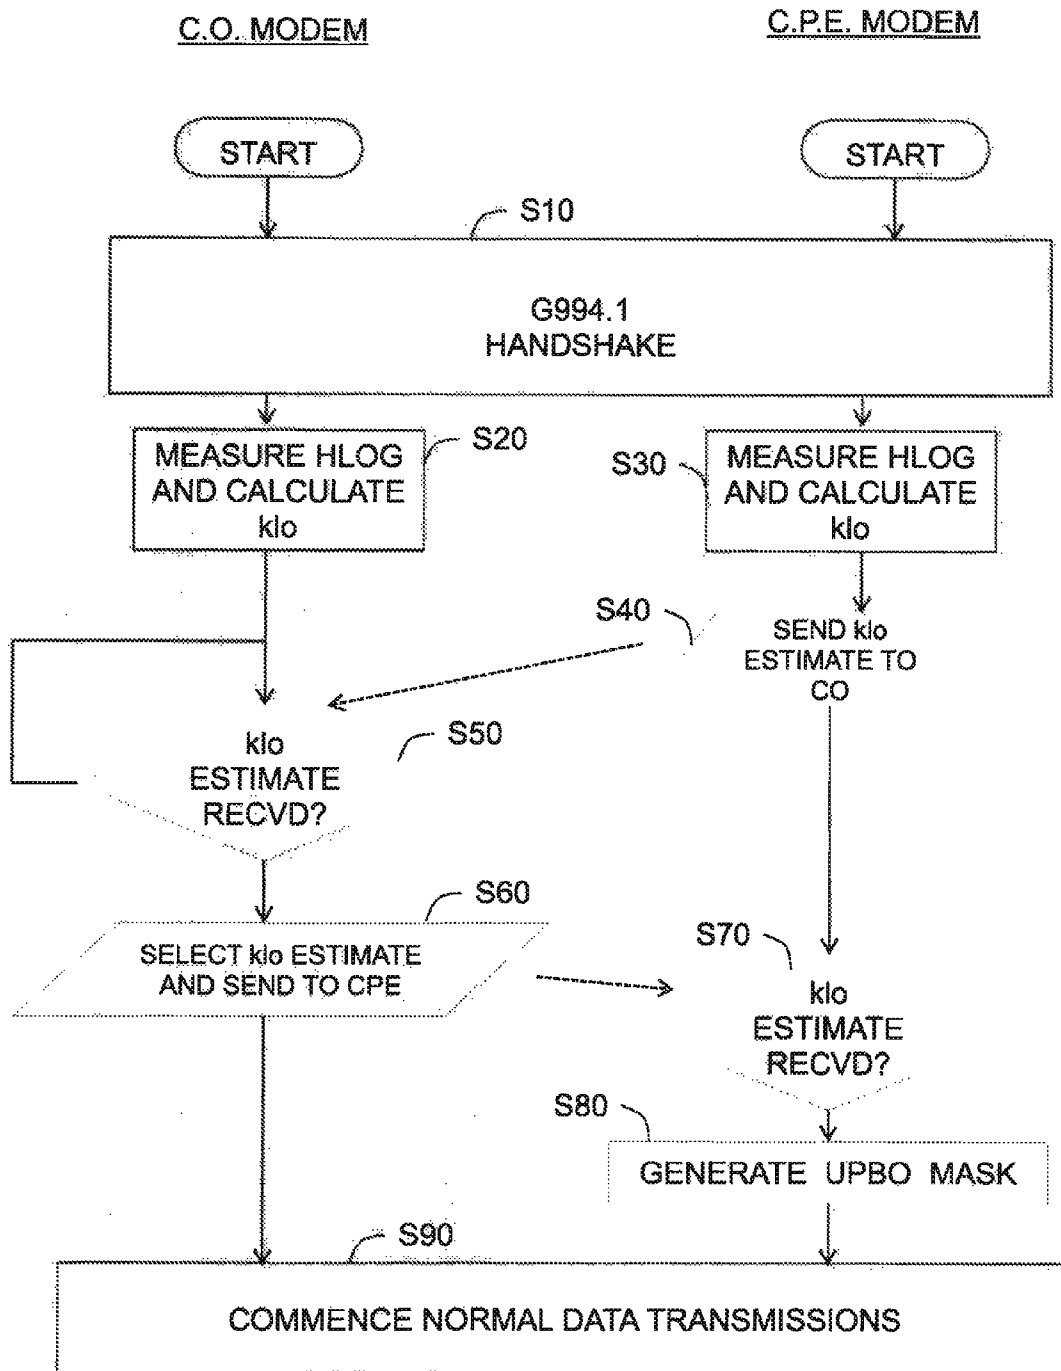 C.O. MODEM
C.P.E. MODEM
START
START
S10
G994.1
HANDSHAKE
MEASURE HLOG
AND CALCULATE
klo
S20
S30
MEASURE HLOG
AND CALCULATE
klo
S40
SEND klo
ESTIMATE TO
CO
klo
ESTIMATE
RECVD?
S50
S60
SELECT klo ESTIMATE
AND SEND TO CPE
S70
klo
ESTIMATE
RECVD?
S80
GENERATE UPBO MASK
S90
COMMENCE NORMAL DATA TRANSMISSIONS